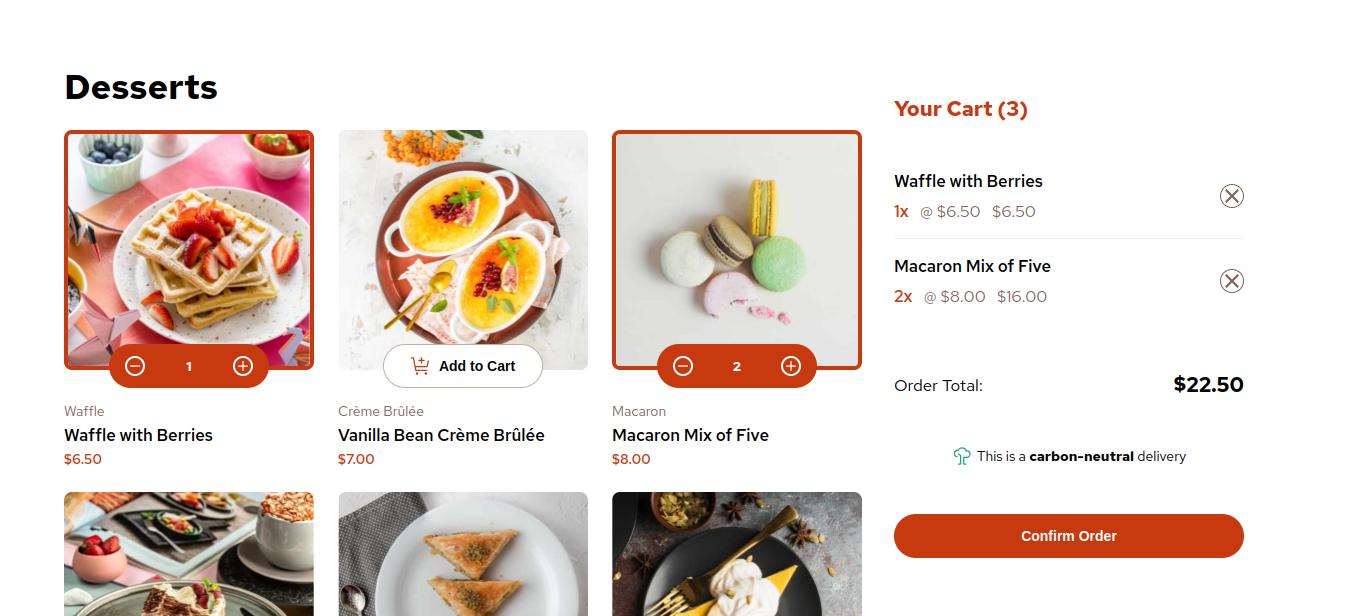 Desserts
1
Waffle
Waffle with Berries
$6.50
Add to Cart
Crème Brûlée
Vanilla Bean Crème Brûlée
$7.00
2
Macaron
Macaron Mix of Five
$8.00
Your Cart (3)
Waffle with Berries
1x @ $6.50 $6.50
Macaron Mix of Five
2x @ $8.00 $16.00
Order Total: $22.50
This is a carbon-neutral delivery
Confirm Order